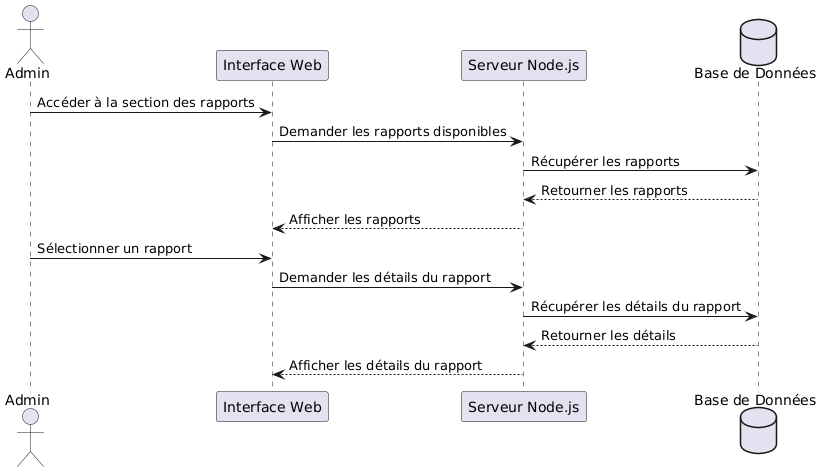 Admin
Interface Web
Serveur Node.js
Base de Données
Accéder à la section des rapports
Demander les rapports disponibles
Récupérer les rapports
Retourner les rapports
Afficher les rapports
Sélectionner un rapport
Demander les détails du rapport
Récupérer les détails du rapport
Retourner les détails
Afficher les détails du rapport
Admin
Interface Web
Serveur Node.js
Base de Données